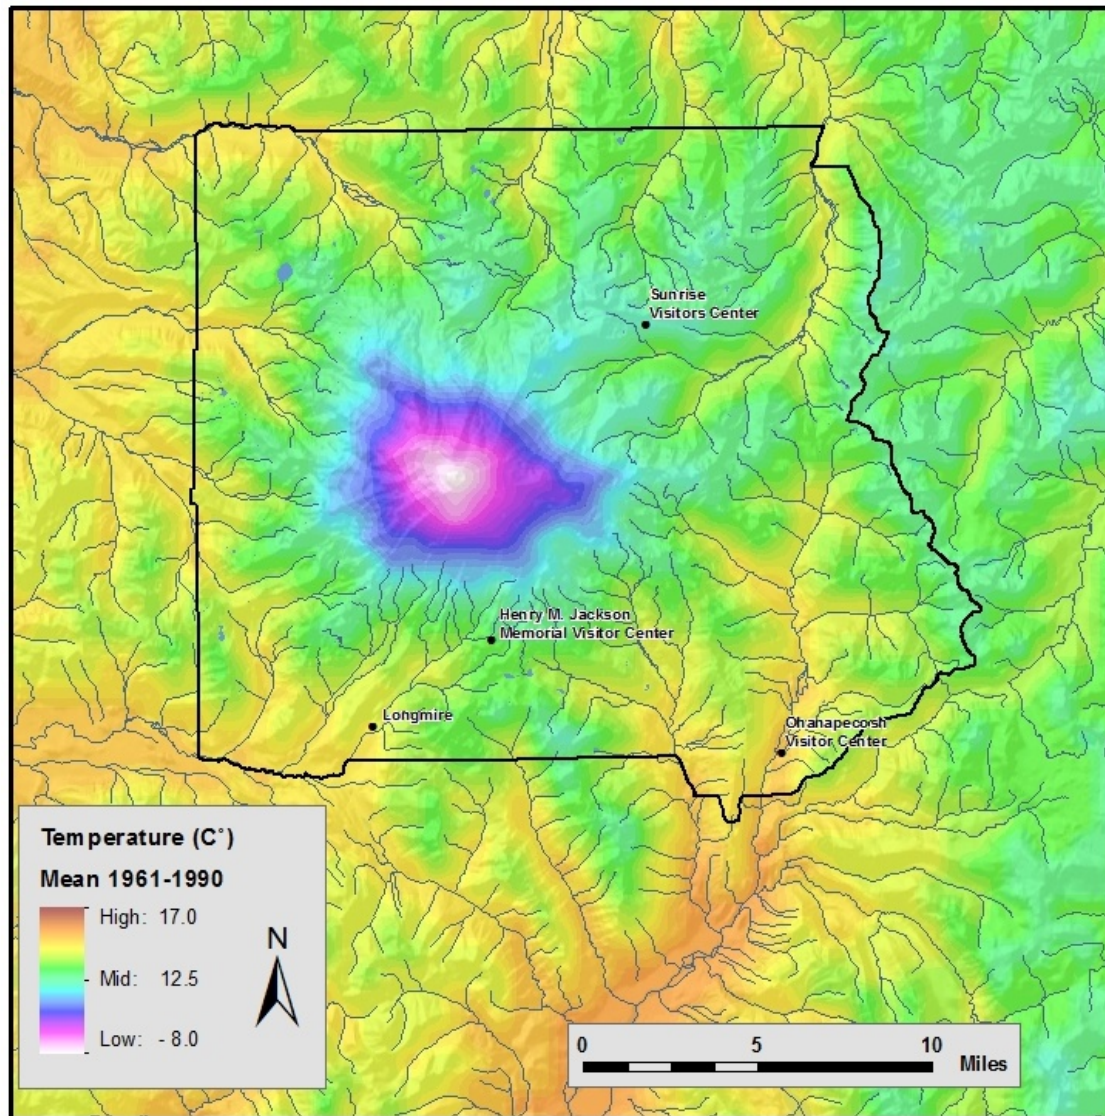 Sunrise
Visitors Center
Henry M. Jackson
Memorial Visitor Center
Longmire
Ohanapecosh
Visitor Center
Temperature (C°)
Mean 1961-1990
High: 17.0
Mid: 12.5
Low: - 8.0
N
0 5 10
Miles